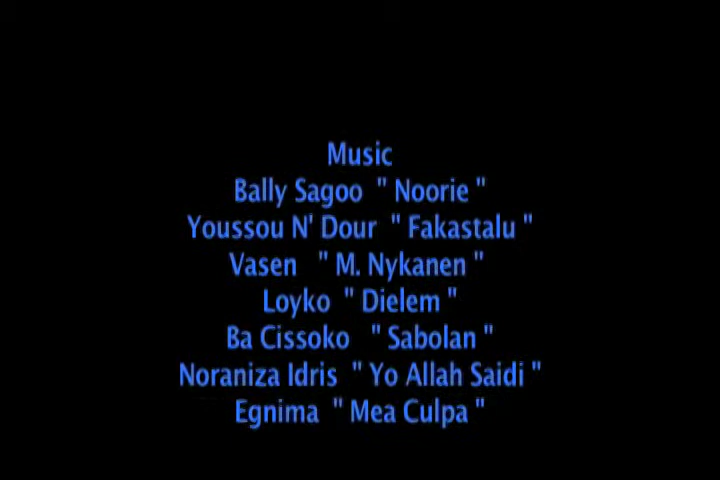 Music
Bally Sagoo " Noorie "
Youssou N' Dour " Fakastalu "
Vasen " M. Nykanen "
Loyko " Dielem "
Ba Cissoko " Sabolan "
Noraniza Idris " Yo Allah Saidi "
Egnima " Mea Culpa "